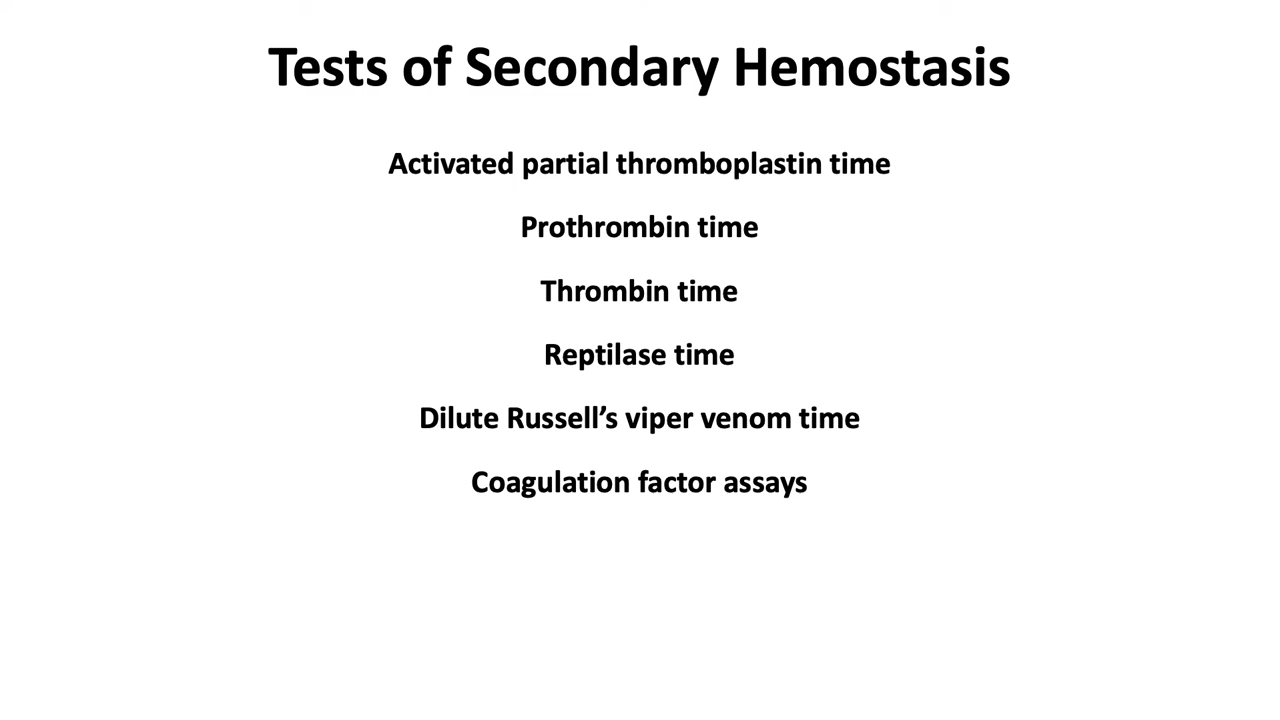 Tests of Secondary Hemostasis
Activated partial thromboplastin time
Prothrombin time
Thrombin time
Reptilase time
Dilute Russell’s viper venom time
Coagulation factor assays